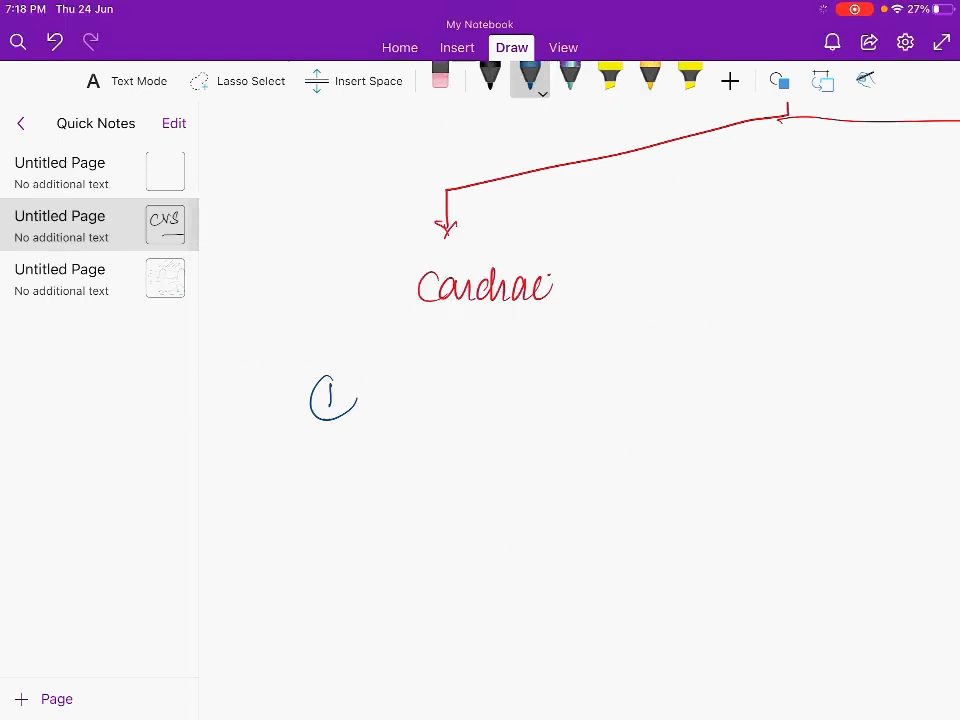 7:18 PM Thu 24 Jun
27%
My Notebook
Home Insert Draw View
A Text Mode Lasso Select Insert Space
Quick Notes Edit
Untitled Page
No additional text
Untitled Page
No additional text
CNS
Untitled Page
No additional text
Cardiac
1
+ Page